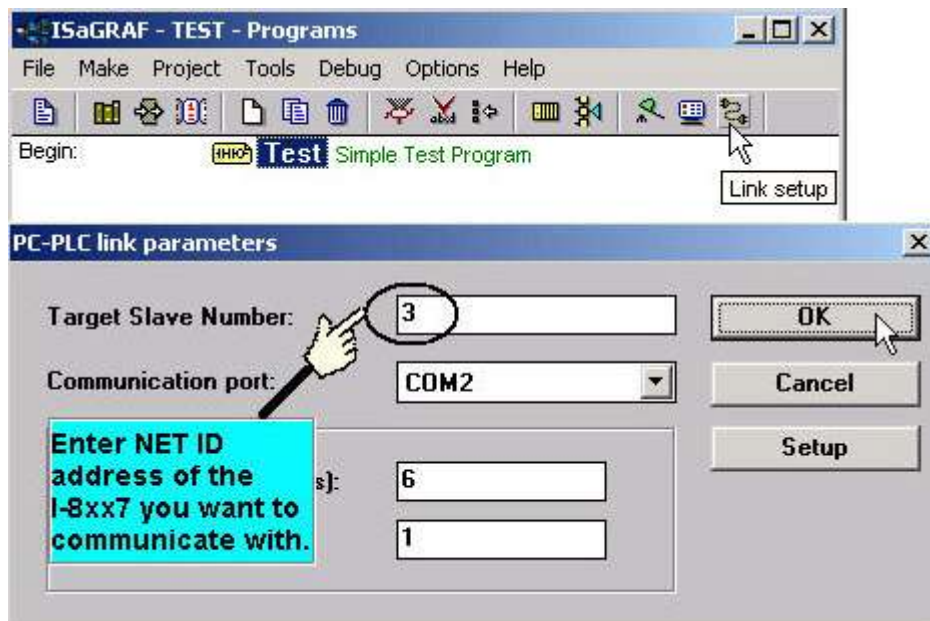 ISaGRAF - TEST - Programs
File Make Project Tools Debug Options Help
Begin: Test Simple Test Program
Link setup
PC-PLC link parameters
Target Slave Number: 3 OK
Communication port: COM2 Cancel
Setup
Enter NET ID
address of the
I-8xx7 you want to
communicate with.
s): 6
1